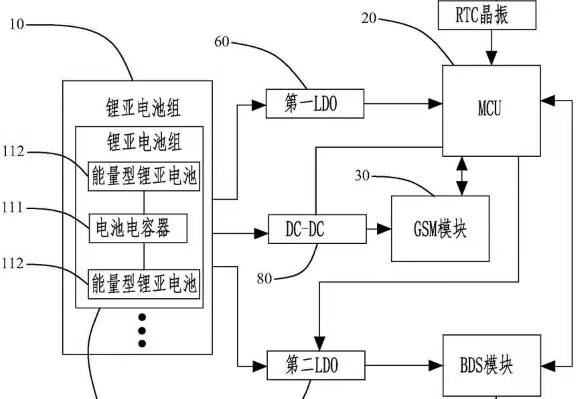 RTC晶振
10
20
60
锂亚电池组
第一LDO
MCU
锂亚电池组
112
能量型锂亚电池
30
111
电池电容器
DC-DC
GSM模块
112
能量型锂亚电池
80
第二LDO
BDS模块